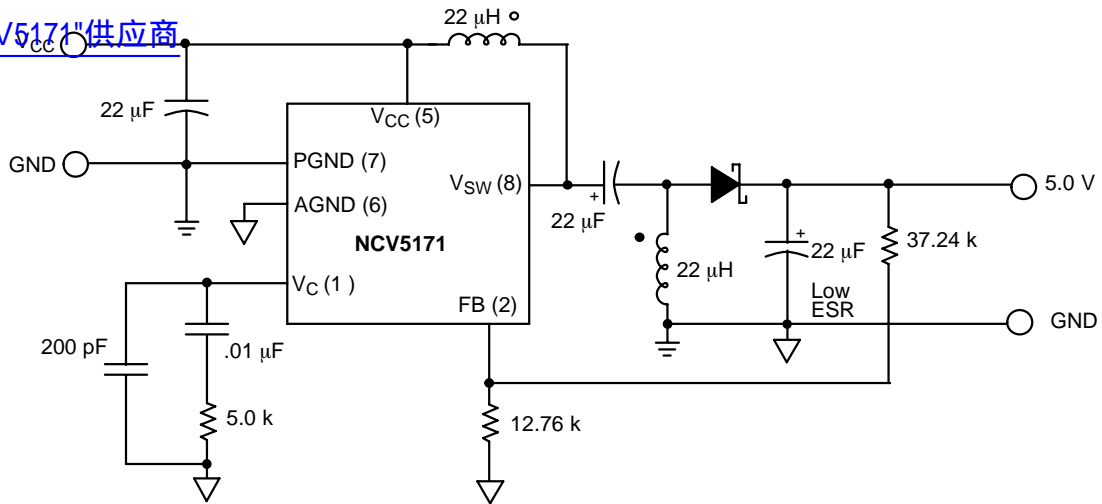 V5171"供应商
22 μH
VCC
22 μF
VCC (5)
GND
PGND (7)
VSW (8)
5.0 V
AGND (6)
22 μF
NCV5171
37.24 k
22 μH
22 μF
VC (1 )
FB (2)
Low
ESR
GND
200 pF
.01 μF
5.0 k
12.76 k